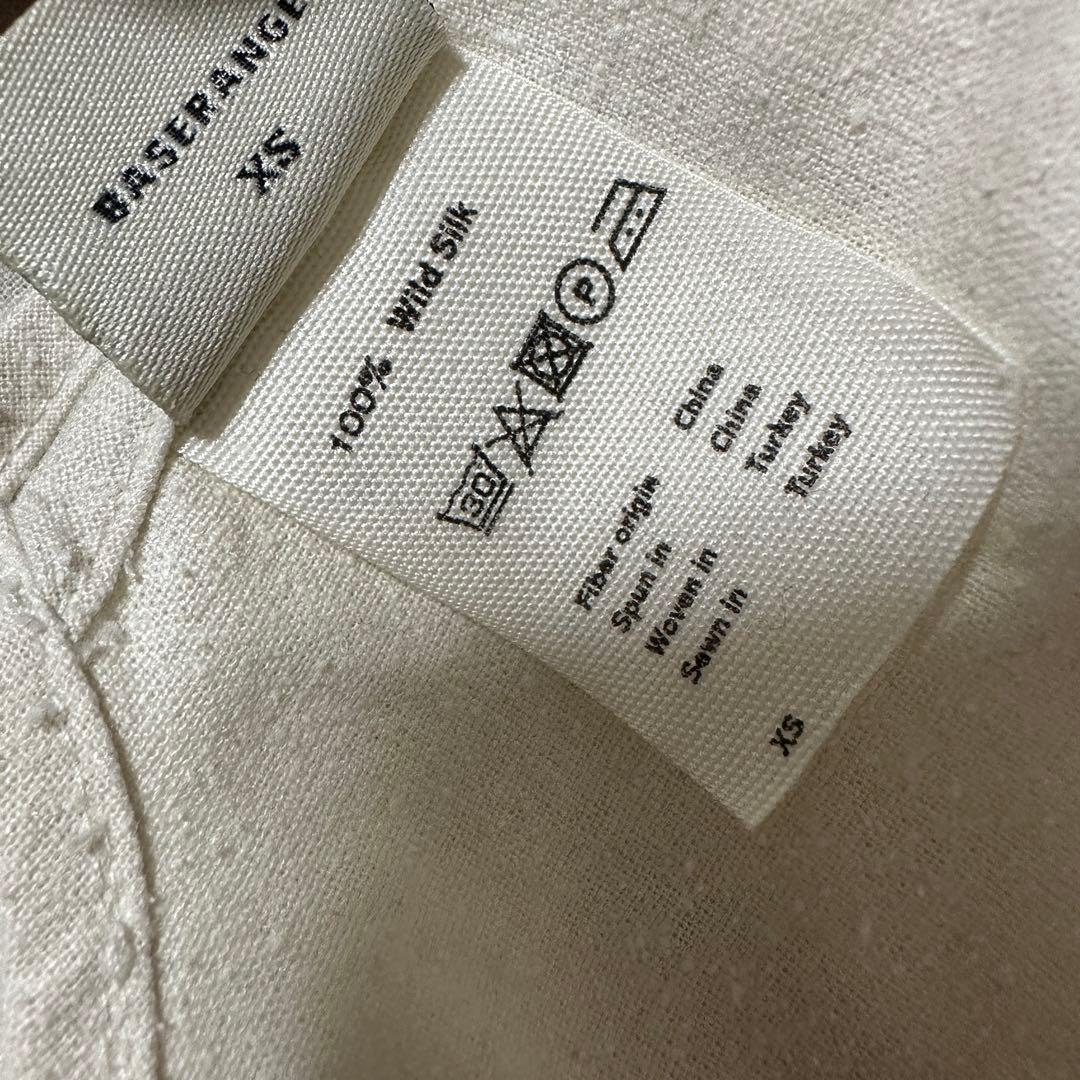 BASERANGE
XS
100% Wild Silk
30 P
Fiber origin China
Spun in China
Woven in Turkey
Sewn in Turkey
XS